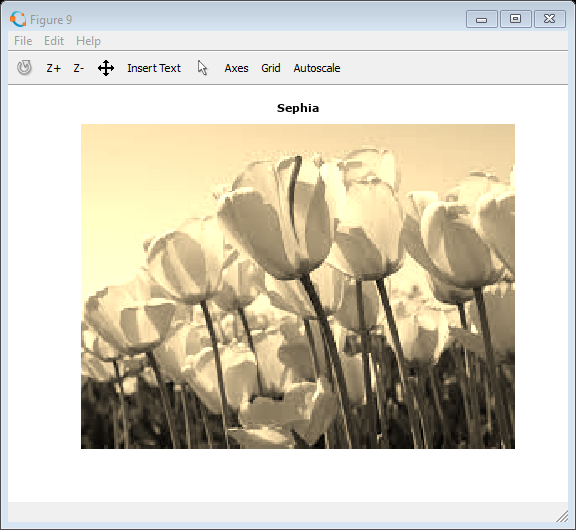 Figure 9
File Edit Help
Z+ Z- Insert Text Axes Grid Autoscale
Sephia